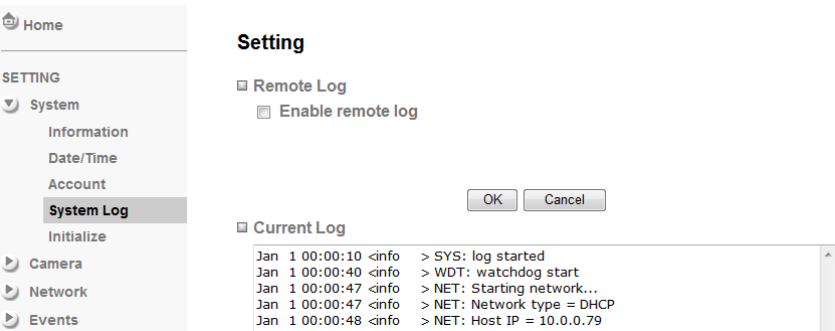 Home
SETTING
System
Information
Date/Time
Account
System Log
Initialize
Camera
Network
Events
Setting
Remote Log
Enable remote log
OK Cancel
Current Log
Jan 1 00:00:10 <info > SYS: log started
Jan 1 00:00:40 <info > WDT: watchdog start
Jan 1 00:00:47 <info > NET: Starting network...
Jan 1 00:00:47 <info > NET: Network type = DHCP
Jan 1 00:00:48 <info > NET: Host IP = 10.0.0.79